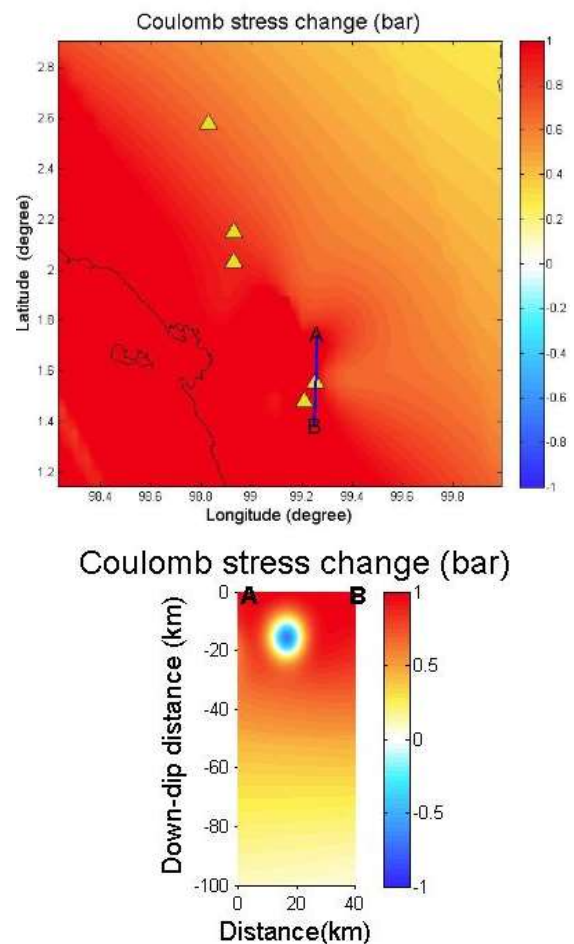 Coulomb stress change (bar)
2.8
2.6
2.4
2.2
2
1.8
1.6
1.4
1.2
98.4 98.6 98.8 99 99.2 99.4 99.6 99.8
Latitude (degree)
Longitude (degree)
A
B
1
0.8
0.6
0.4
0.2
0
-0.2
-0.4
-0.6
-0.8
-1
Coulomb stress change (bar)
A B
0
-20
-40
-60
-80
-100
0 20 40
Down-dip distance (km)
Distance(km)
1
0.5
0
-0.5
-1